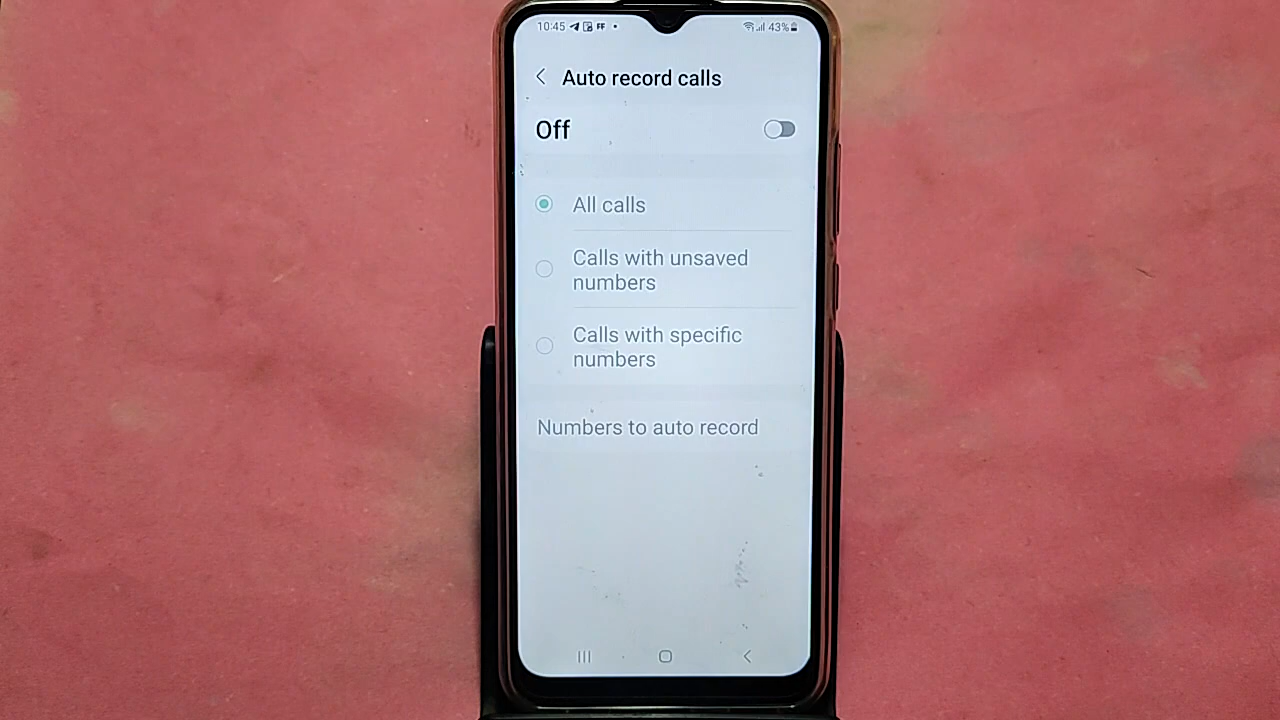 10:45 FF 43%
Auto record calls
Off
All calls
Calls with unsaved
numbers
Calls with specific
numbers
Numbers to auto record